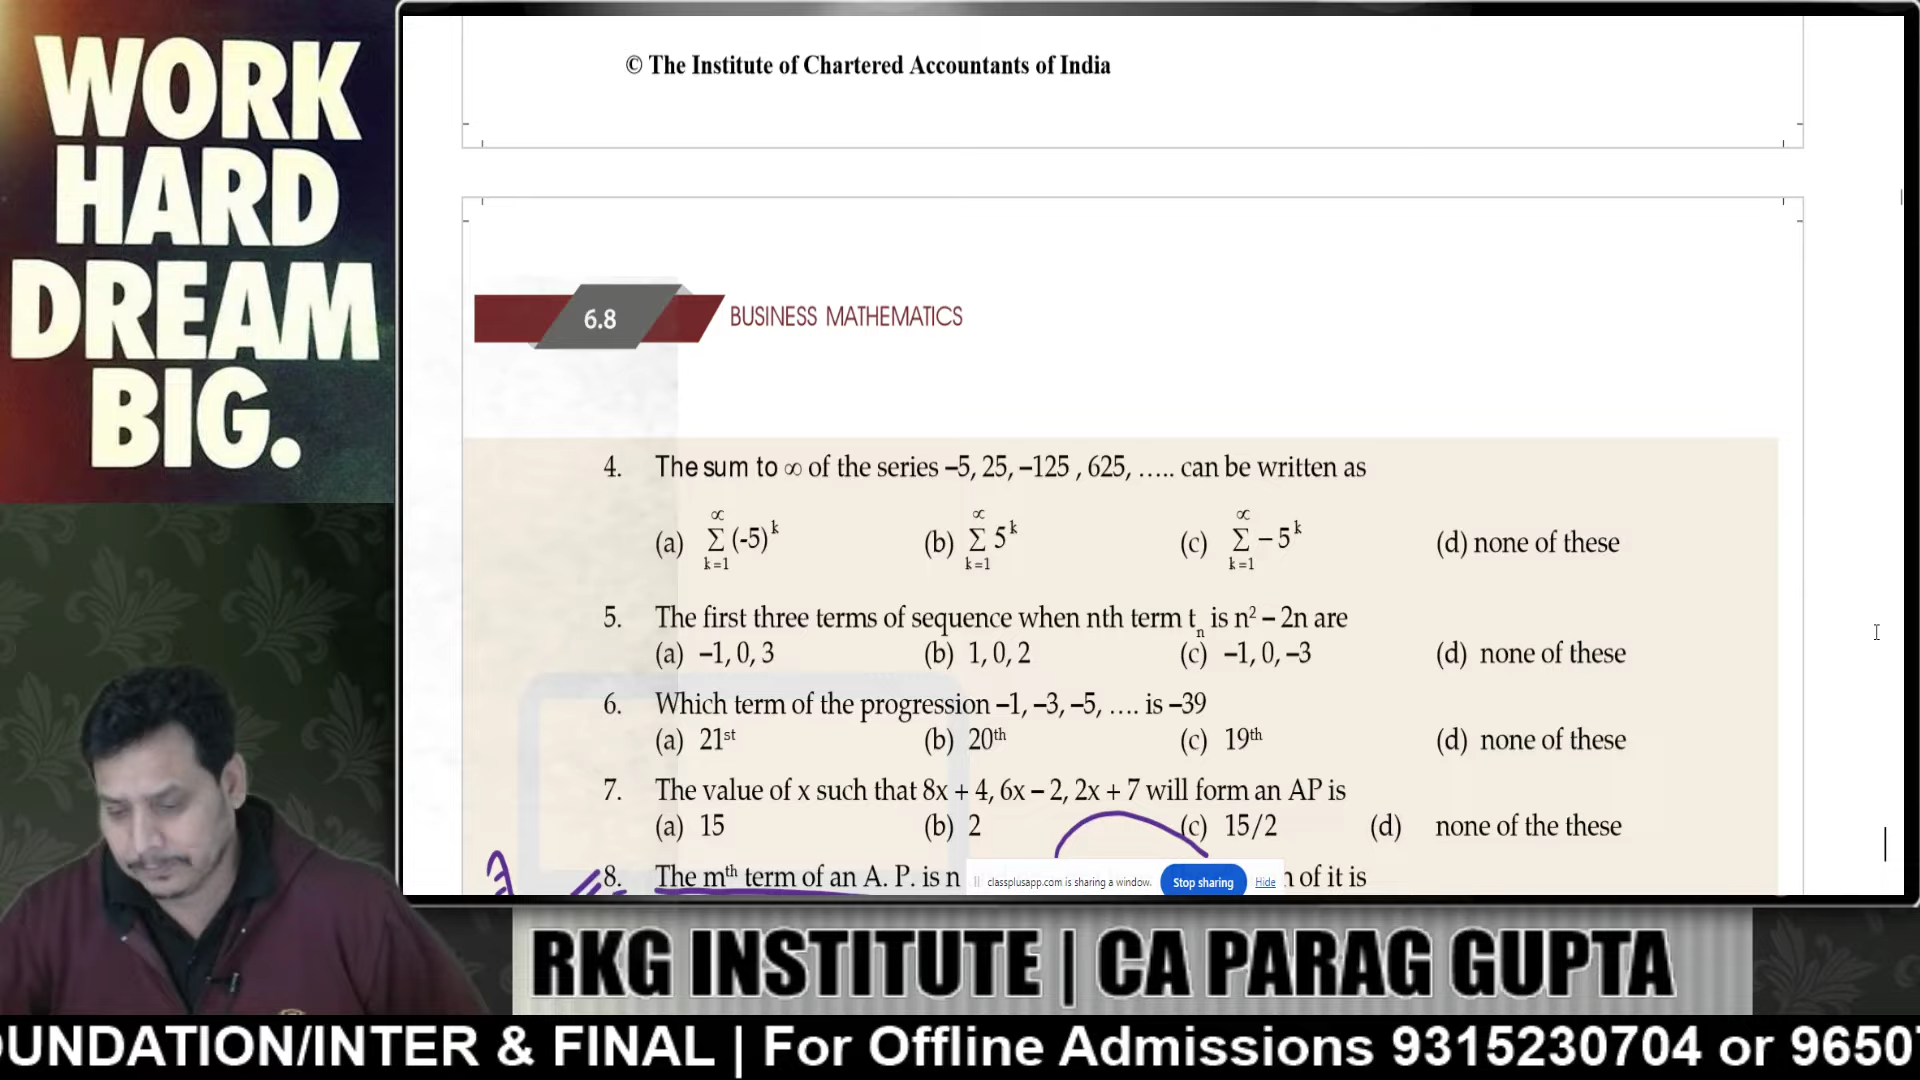 WORK
HARD
DREAM
BIG.
© The Institute of Chartered Accountants of India
6.8 BUSINESS MATHEMATICS
4. The sum to ∞ of the series –5, 25, –125 , 625, ….. can be written as
(a) ∞ Σ k=1 (-5)^k (b) ∞ Σ k=1 5^k (c) ∞ Σ k=1 – 5^k (d) none of these
5. The first three terms of sequence when nth term tₙ is n² – 2n are
(a) –1, 0, 3 (b) 1, 0, 2 (c) –1, 0, –3 (d) none of these
6. Which term of the progression –1, –3, –5, …. is –39
(a) 21st (b) 20th (c) 19th (d) none of these
7. The value of x such that 8x + 4, 6x – 2, 2x + 7 will form an AP is
(a) 15 (b) 2 (c) 15/2 (d) none of the these
8. The mth term of an A. P. is n of it is
classplusapp.com is sharing a window. Stop sharing Hide
RKG INSTITUTE | CA PARAG GUPTA
OUNDATION/INTER & FINAL | For Offline Admissions 9315230704 or 9650